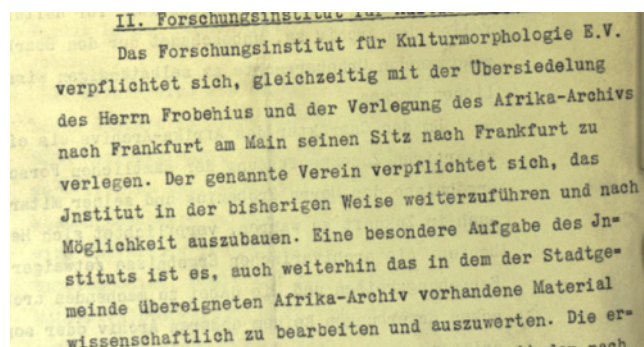 II. Forschungsinstitut für
Das Forschungsinstitut für Kulturmorphologie E.V.
verpflichtet sich, gleichzeitig mit der Übersiedelung
des Herrn Frobehius und der Verlegung des Afrika-Archivs
nach Frankfurt am Main seinen Sitz nach Frankfurt zu
verlegen. Der genannte Verein verpflichtet sich, das
Jnstitut in der bisherigen Weise weiterzuführen und nach
Möglichkeit auszubauen. Eine besondere Aufgabe des Jn=
stituts ist es, auch weiterhin das in dem der Stadtge-
meinde übereigneten Afrika-Archiv vorhandene Material
wissenschaftlich zu bearbeiten und auszuwerten. Die er=
nach